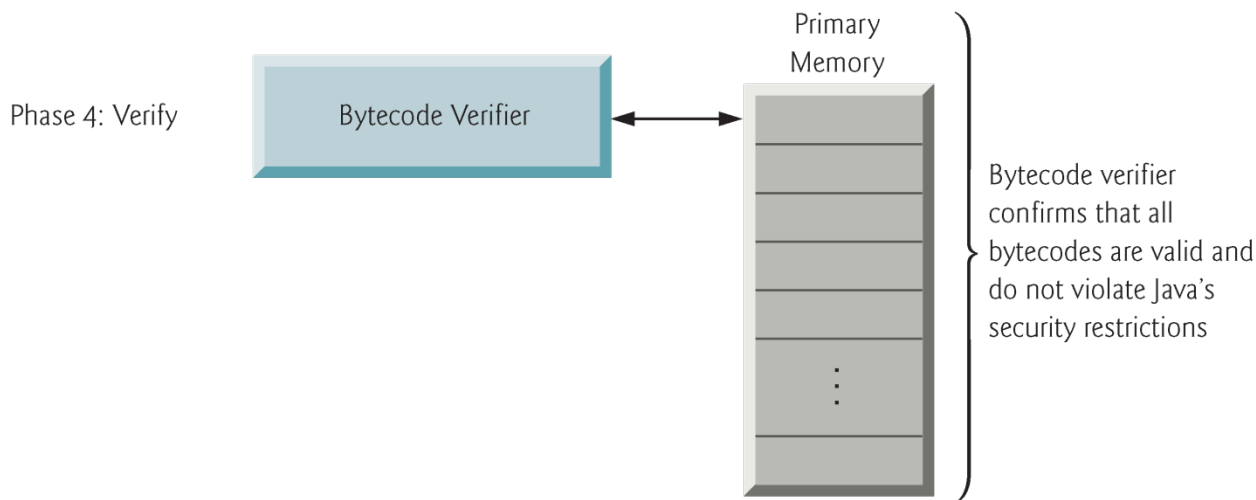 Primary
Memory
Phase 4: Verify
Bytecode Verifier
Bytecode verifier
confirms that all
bytecodes are valid and
do not violate Java’s
security restrictions